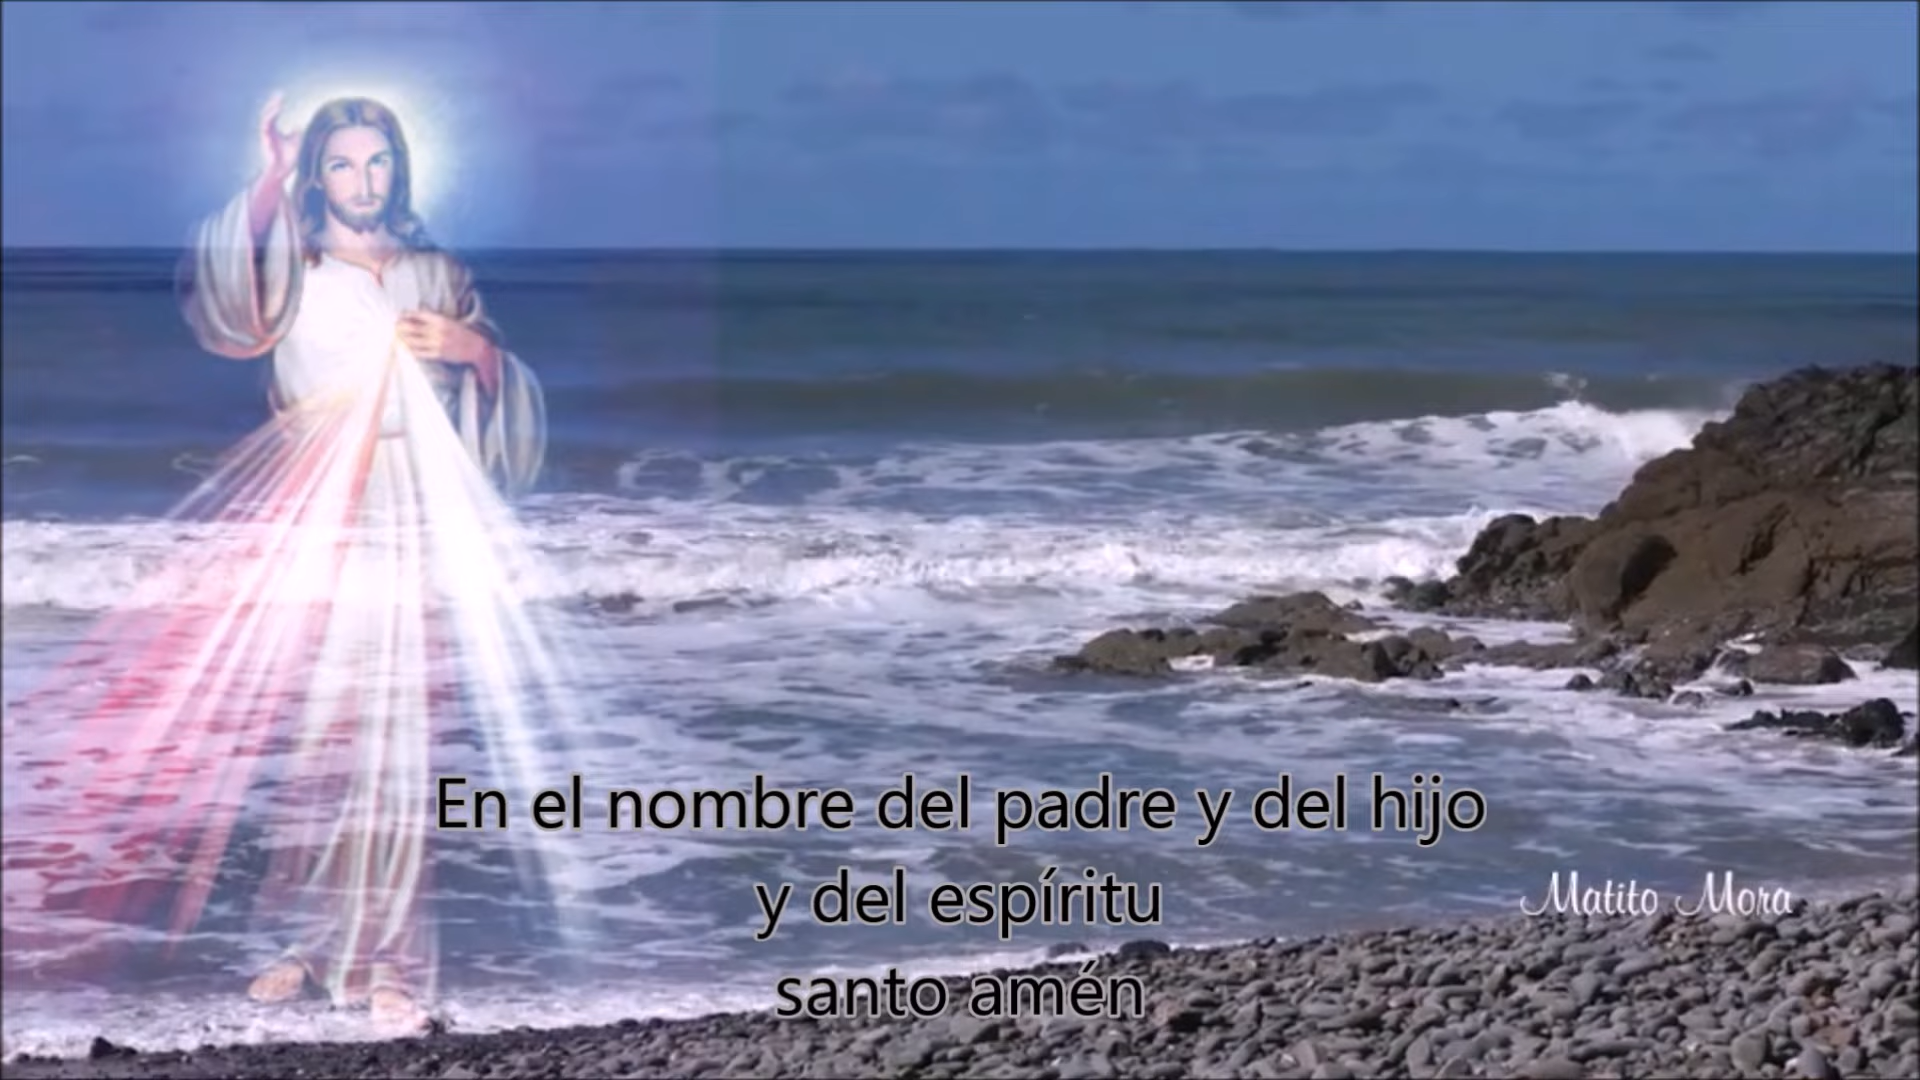 En el nombre del padre y del hijo
y del espíritu
Matito Mora
santo amén